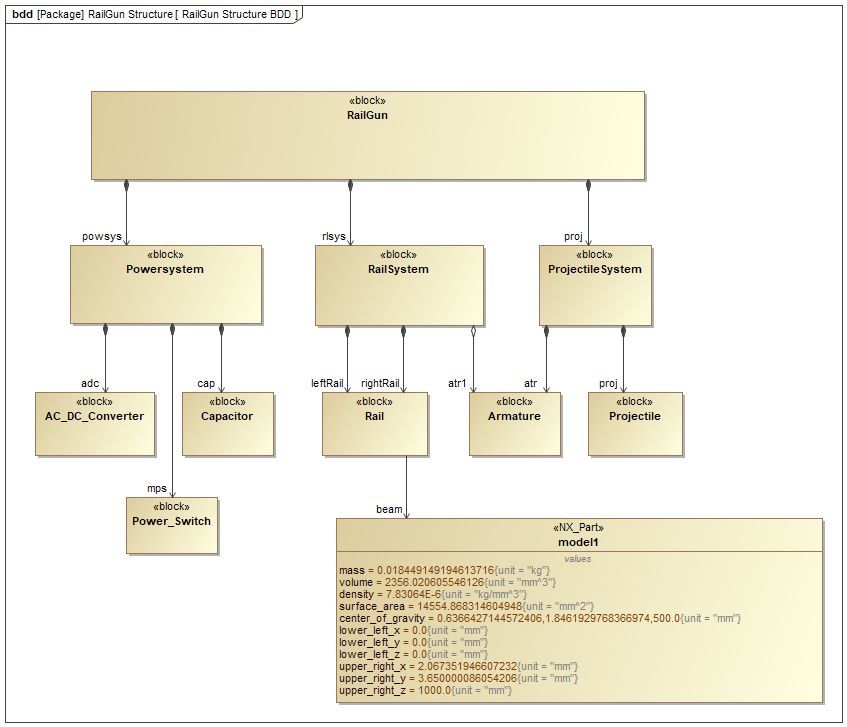 bdd [Package] RailGun Structure [ RailGun Structure BDD ]
«block»
RailGun
powsys
rlsys
proj
«block»
Powersystem
«block»
RailSystem
«block»
ProjectileSystem
adc
cap
leftRail
rightRail
atr1
atr
proj
«block»
AC_DC_Converter
«block»
Capacitor
«block»
Rail
«block»
Armature
«block»
Projectile
mps
«block»
Power_Switch
beam
«NX_Part»
model1
values
mass = 0.018449149194613716{unit = "kg"}
volume = 2356.020605546126{unit = "mm^3"}
density = 7.83064E-6{unit = "kg/mm^3"}
surface_area = 14554.868314604948{unit = "mm^2"}
center_of_gravity = 0.6366427144572406,1.8461929768366974,500.0{unit = "mm"}
lower_left_x = 0.0{unit = "mm"}
lower_left_y = 0.0{unit = "mm"}
lower_left_z = 0.0{unit = "mm"}
upper_right_x = 2.067351946607232{unit = "mm"}
upper_right_y = 3.650000086054206{unit = "mm"}
upper_right_z = 1000.0{unit = "mm"}